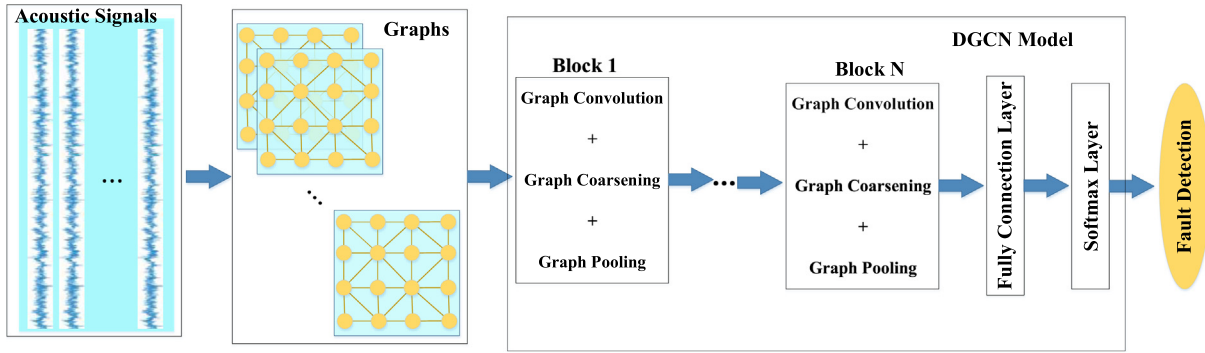 Acoustic Signals
...
Graphs
...
DGCN Model
Block 1
Graph Convolution
+
Graph Coarsening
+
Graph Pooling
...
Block N
Graph Convolution
+
Graph Coarsening
+
Graph Pooling
Fully Connection Layer
Softmax Layer
Fault Detection